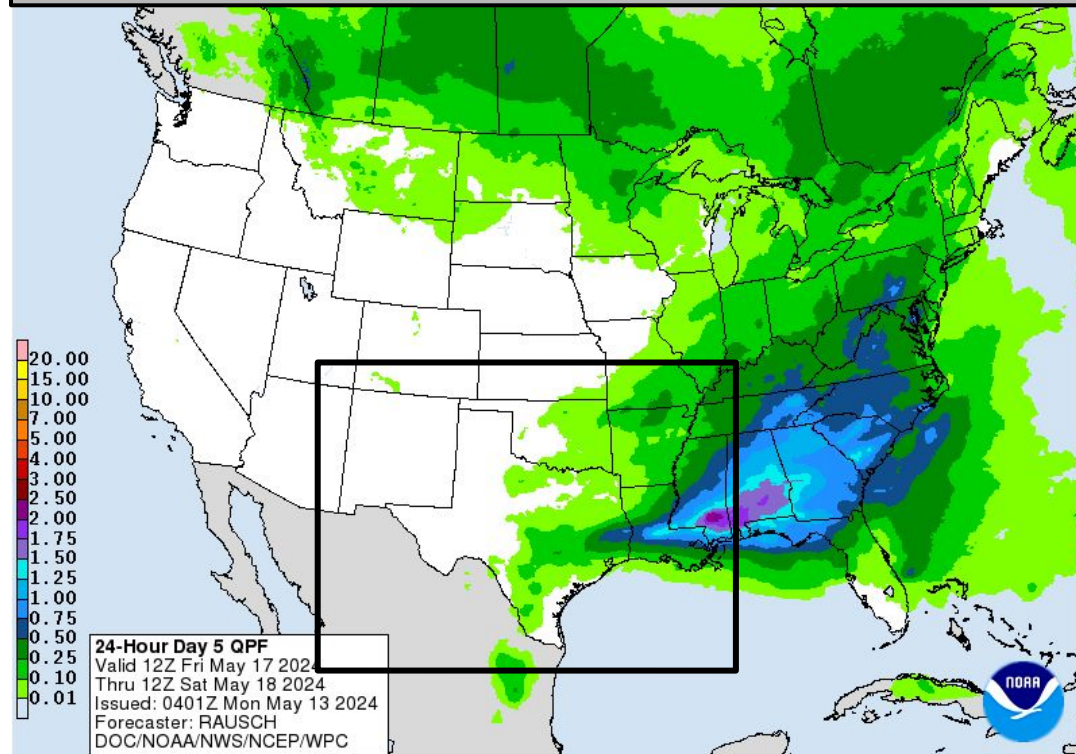 20.00
15.00
10.00
7.00
5.00
4.00
3.00
2.50
2.00
1.75
1.50
1.25
1.00
0.75
0.50
0.25
0.10
0.01
24-Hour Day 5 QPF
Valid 12Z Fri May 17 2024
Thru 12Z Sat May 18 2024
Issued: 0401Z Mon May 13 2024
Forecaster: RAUSCH
DOC/NOAA/NWS/NCEP/WPC
NOAA